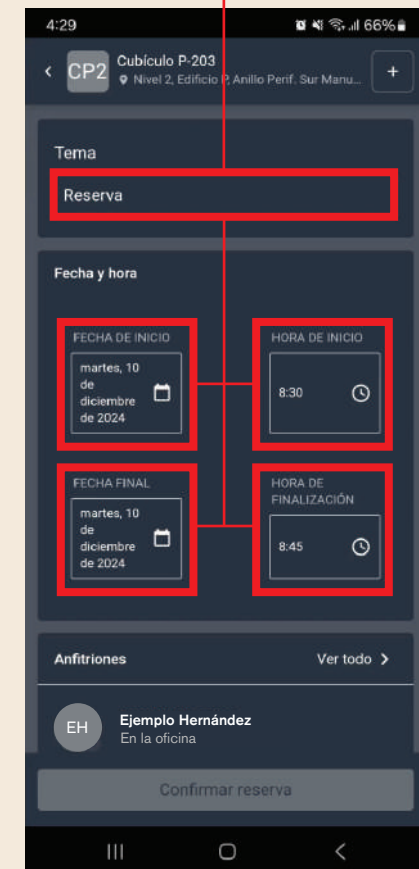 4:29
66%
CP2
Cubículo P-203
Nivel 2, Edificio P, Anillo Perif. Sur Manu...
+
Tema
Reserva
Fecha y hora
FECHA DE INICIO
martes, 10
de
diciembre
de 2024
HORA DE INICIO
8:30
FECHA FINAL
martes, 10
de
diciembre
de 2024
HORA DE
FINALIZACIÓN
8:45
Anfitriones
Ver todo
EH
Ejemplo Hernández
En la oficina
Confirmar reserva